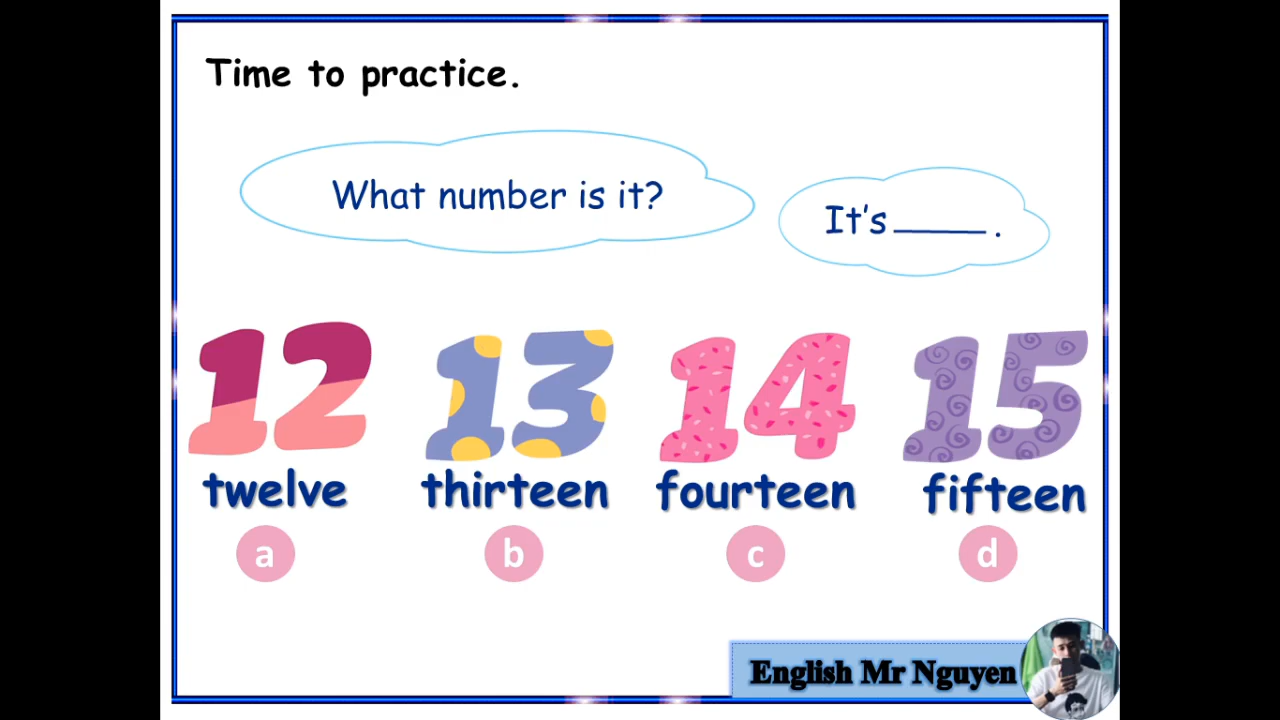 Time to practice.
What number is it?
It's_____.
12 13 14 15
twelve thirteen fourteen fifteen
a b c d
English Mr Nguyen